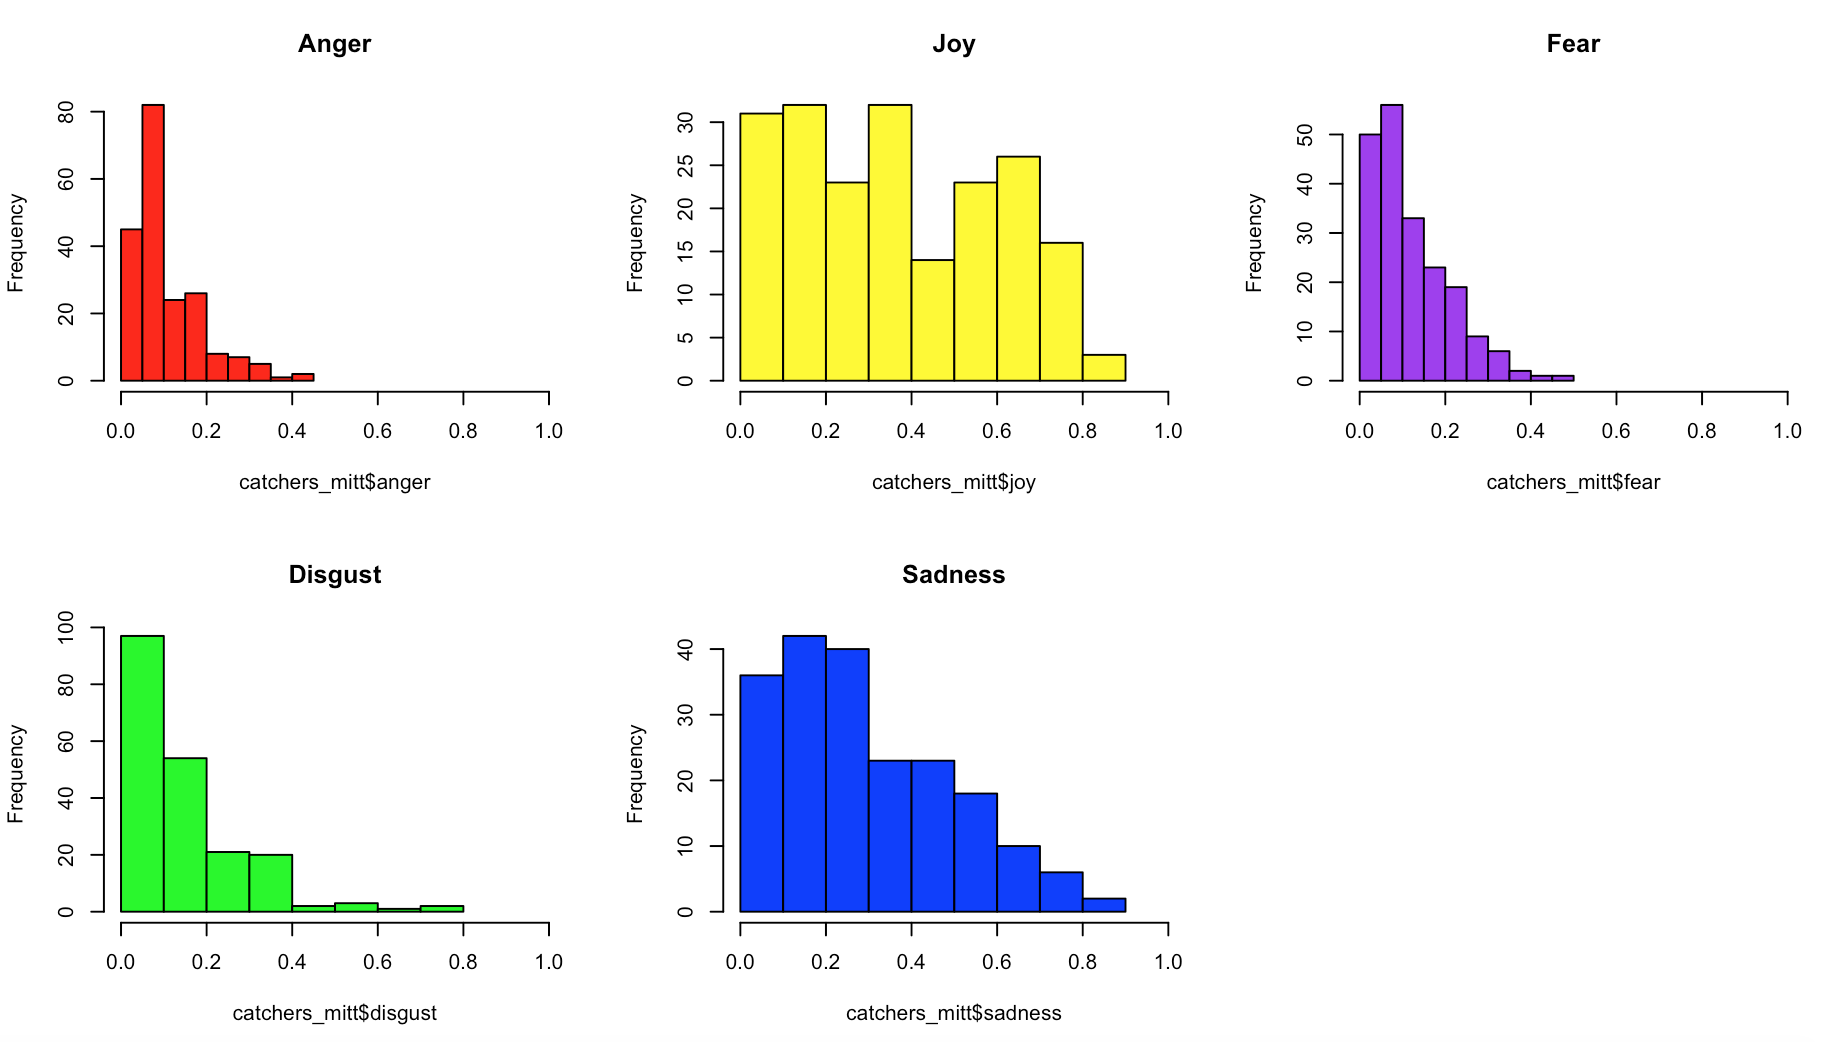 Anger
Frequency
0 20 40 60 80
0.0 0.2 0.4 0.6 0.8 1.0
catchers_mitt$anger
Joy
Frequency
0 5 10 15 20 25 30
0.0 0.2 0.4 0.6 0.8 1.0
catchers_mitt$joy
Fear
Frequency
0 10 20 30 40 50
0.0 0.2 0.4 0.6 0.8 1.0
catchers_mitt$fear
Disgust
Frequency
0 20 40 60 80 100
0.0 0.2 0.4 0.6 0.8 1.0
catchers_mitt$disgust
Sadness
Frequency
0 10 20 30 40
0.0 0.2 0.4 0.6 0.8 1.0
catchers_mitt$sadness